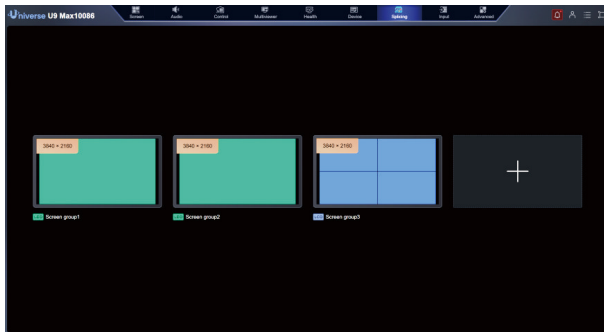 Universe U9 Max10086
Screen
Audio
Control
Multiviewer
Health
Device
Splicing
Input
Advanced
3840 × 2160
3840 × 2160
3840 × 2160
Screen group1
Screen group2
Screen group3